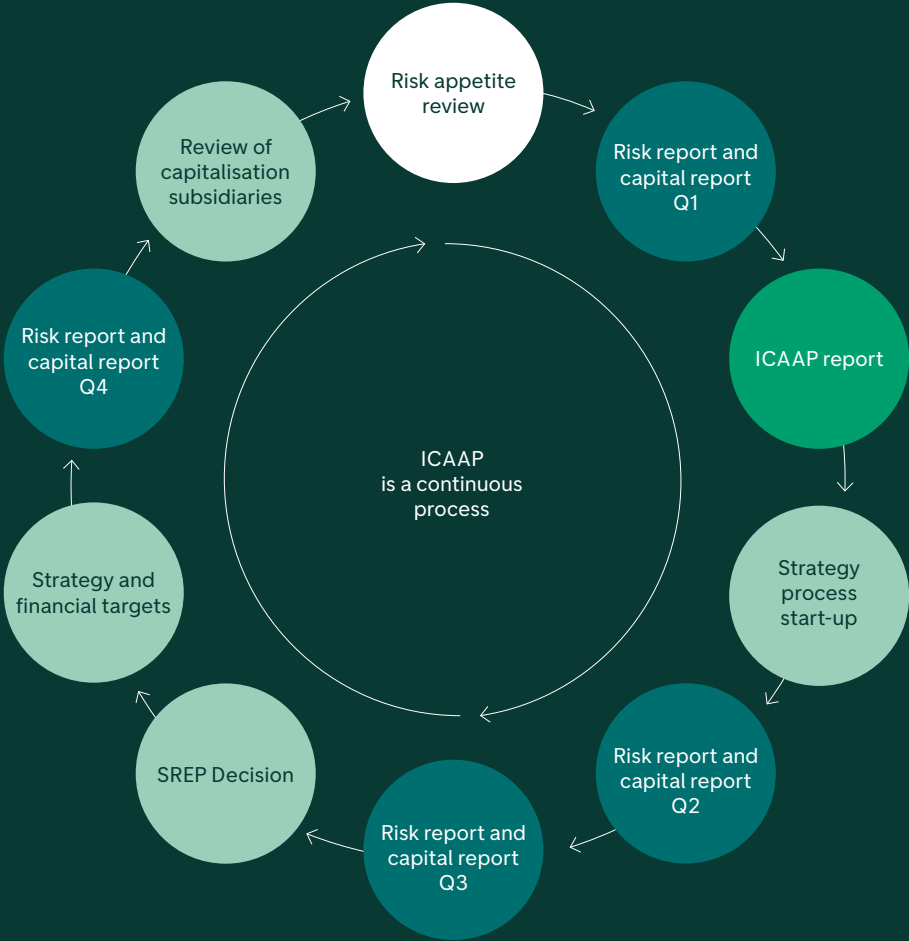 Risk appetite
review
Risk report and
capital report
Q1
ICAAP report
Strategy
process
start-up
Risk report and
capital report
Q2
Risk report and
capital report
Q3
SREP Decision
Strategy and
financial targets
Risk report and
capital report
Q4
Review of
capitalisation
subsidiaries
ICAAP
is a continuous
process